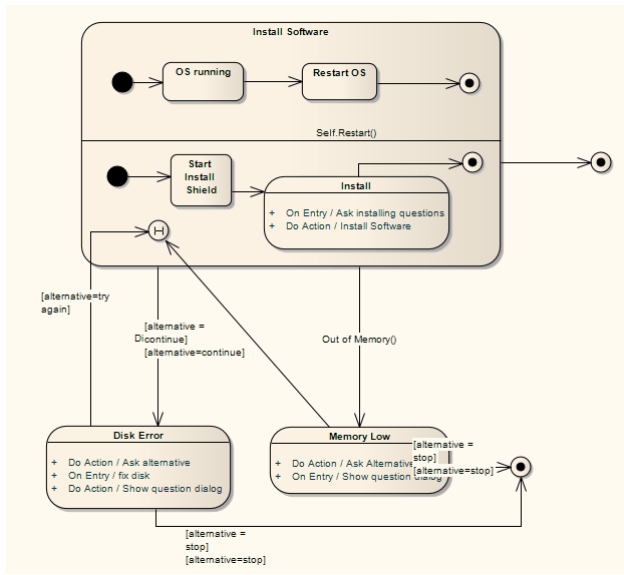 Install Software
OS running
Restart OS
Self.Restart()
Start
Install
Shield
Install
+ On Entry / Ask installing questions
+ Do Action / Install Software
H
[alternative=try
again]
[alternative =
Dicontinue]
[alternative=continue]
Out of Memory()
Disk Error
+ Do Action / Ask alternative
+ On Entry / fix disk
+ Do Action / Show question dialog
Memory Low
+ Do Action / Ask Alternative
+ On Entry / Show question dialog
[alternative =
stop]
[alternative=stop]
[alternative =
stop]
[alternative=stop]